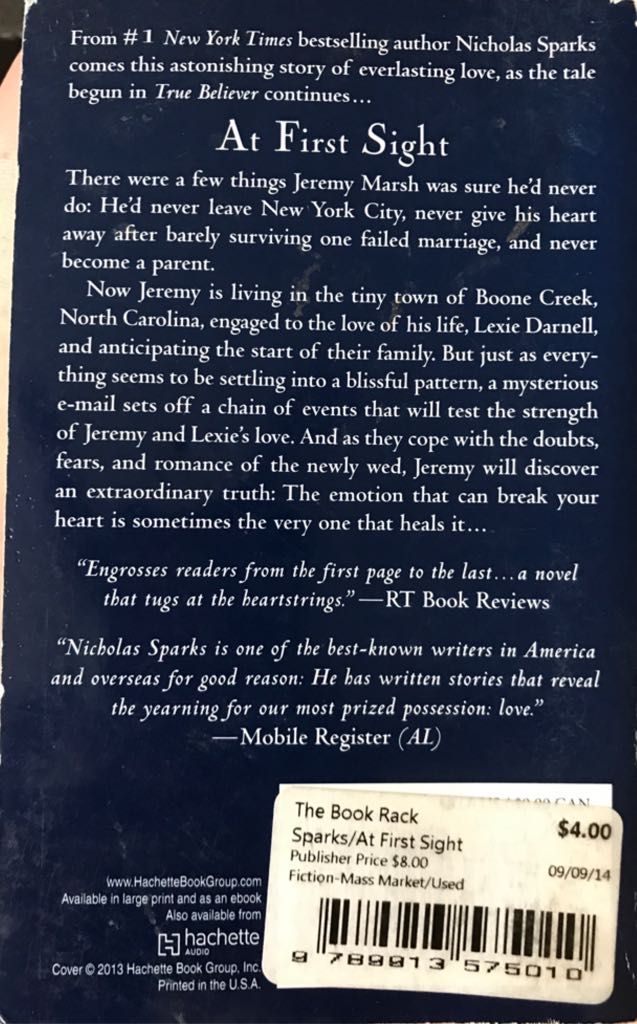 From #1 New York Times bestselling author Nicholas Sparks
comes this astonishing story of everlasting love, as the tale
begun in True Believer continues...
At First Sight
There were a few things Jeremy Marsh was sure he'd never
do: He'd never leave New York City, never give his heart
away after barely surviving one failed marriage, and never
become a parent.
Now Jeremy is living in the tiny town of Boone Creek,
North Carolina, engaged to the love of his life, Lexie Darnell,
and anticipating the start of their family. But just as every-
thing seems to be settling into a blissful pattern, a mysterious
e-mail sets off a chain of events that will test the strength
of Jeremy and Lexie's love. And as they cope with the doubts,
fears, and romance of the newly wed, Jeremy will discover
an extraordinary truth: The emotion that can break your
heart is sometimes the very one that heals it...
"Engrosses readers from the first page to the last...a novel
that tugs at the heartstrings."—RT Book Reviews
"Nicholas Sparks is one of the best-known writers in America
and overseas for good reason: He has written stories that reveal
the yearning for our most prized possession: love."
—Mobile Register (AL)
www.HachetteBookGroup.com
Available in large print and as an ebook
Also available from
hachette
AUDIO
Cover © 2013 Hachette Book Group, Inc.
Printed in the U.S.A.
CAN
The Book Rack
Sparks/At First Sight
$4.00
Publisher Price $8.00
09/09/14
Fiction-Mass Market/Used
9 789913 575010